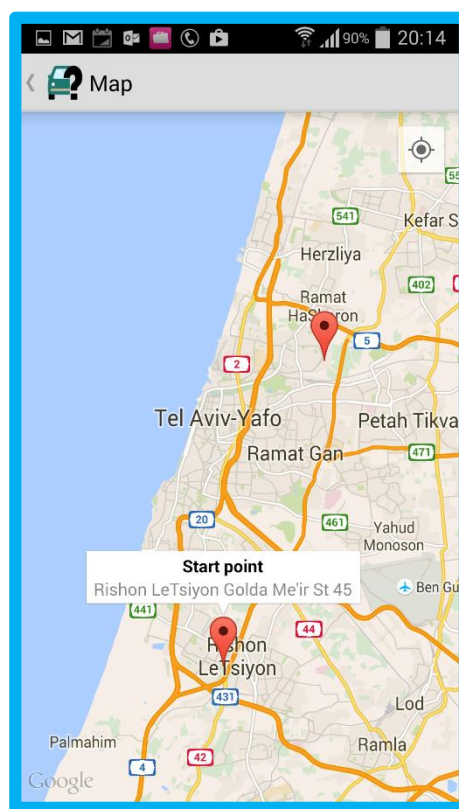 90% 20:14
Map
55
541
Kefar S
Herzliya
402
Ramat
HaSharon
5
2
Tel Aviv-Yafo
Petah Tikva
Ramat Gan
471
20
461
Yahud
Monoson
Start point
Rishon LeTsiyon Golda Me'ir St 45
Ben Gu
441
44
Rishon
LeTsiyon
431
Lod
Palmahim
Ramla
42
4
Google